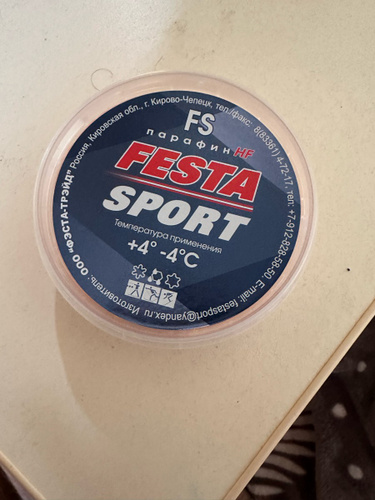 FS
парафин HF
FESTA
SPORT
Температура применения
+4° -4°C
Изготовитель: ООО "ФЭСТА-ТРЭЙД" Россия, Кировская обл., г. Кирово-Чепецк, тел./факс: 8(83361) 4-72-17, тел: +7-912-828-58-50. E-mail: festasport@yandex.ru